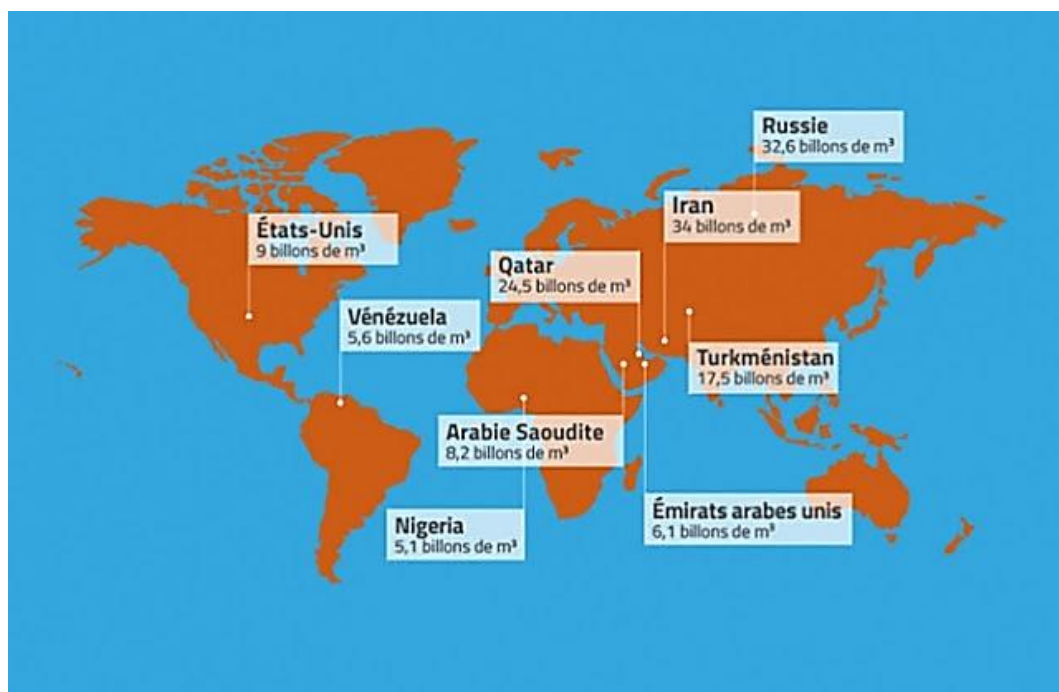 Russie
32,6 billons de m³
Iran
34 billons de m³
États-Unis
9 billons de m³
Qatar
24,5 billons de m³
Vénézuela
5,6 billons de m³
Turkménistan
17,5 billons de m³
Arabie Saoudite
8,2 billons de m³
Émirats arabes unis
6,1 billons de m³
Nigeria
5,1 billons de m³